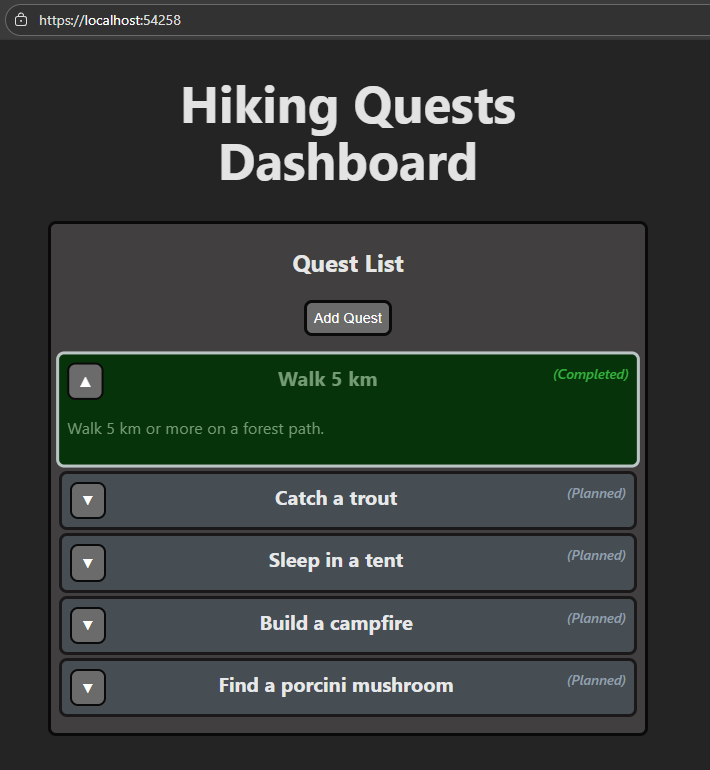 https://localhost:54258
Hiking Quests
Dashboard
Quest List
Add Quest
▲ Walk 5 km (Completed)
Walk 5 km or more on a forest path.
▼ Catch a trout (Planned)
▼ Sleep in a tent (Planned)
▼ Build a campfire (Planned)
▼ Find a porcini mushroom (Planned)